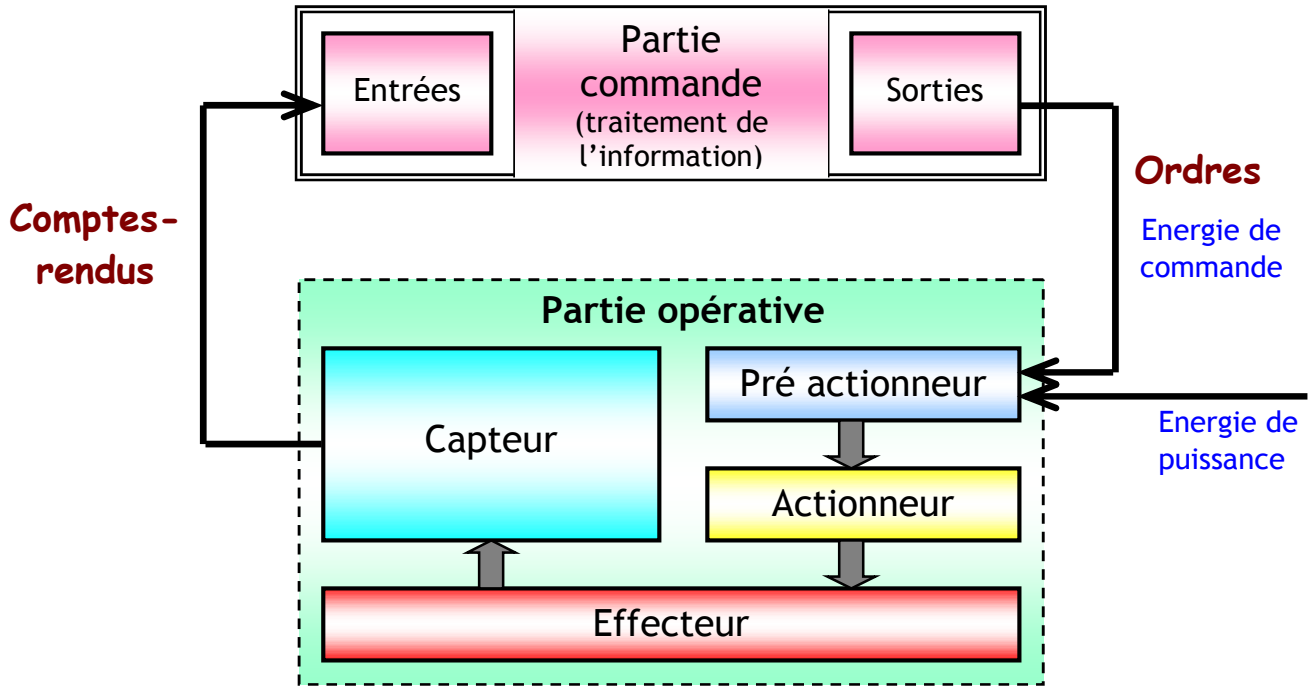 Entrées
Partie
commande
(traitement de
l'information)
Sorties
Comptes-
rendus
Ordres
Energie de
commande
Partie opérative
Capteur
Pré actionneur
Energie de
puissance
Actionneur
Effecteur